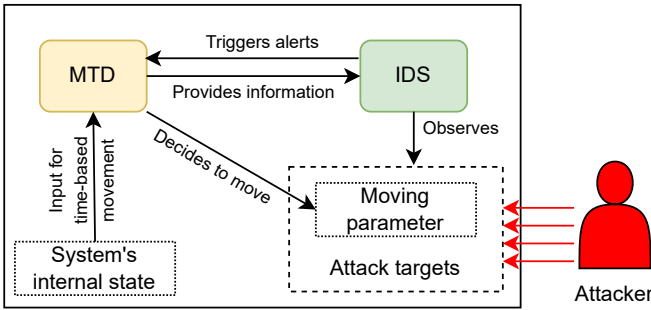 Triggers alerts
MTD
IDS
Provides information
Observes
Decides to move
Input for
time-based
movement
Moving
parameter
System's
internal state
Attack targets
Attacker